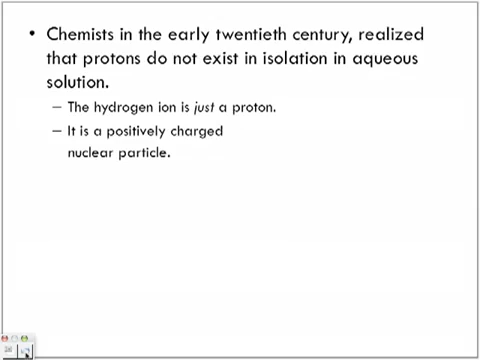 • Chemists in the early twentieth century, realized
that protons do not exist in isolation in aqueous
solution.
– The hydrogen ion is just a proton.
– It is a positively charged
nuclear particle.